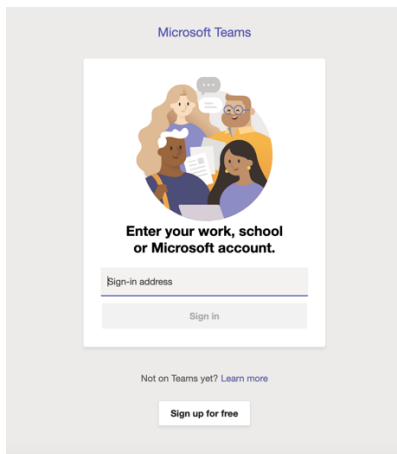 Microsoft Teams
Enter your work, school
or Microsoft account.
Sign-in address
Sign in
Not on Teams yet? Learn more
Sign up for free